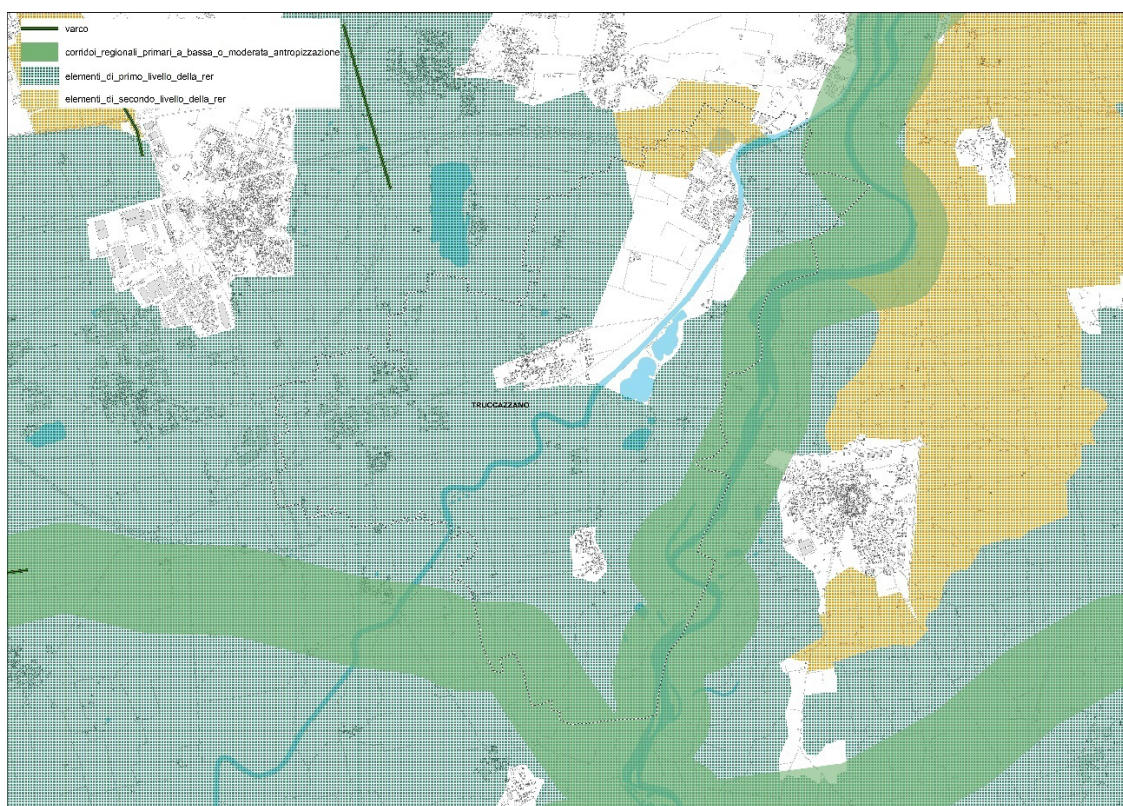 varco
corridoi_regionali_primari_a_bassa_o_moderata_antropizzazione
elementi_di_primo_livello_della_rer
elementi_di_secondo_livello_della_rer
TRUCCAZZANO